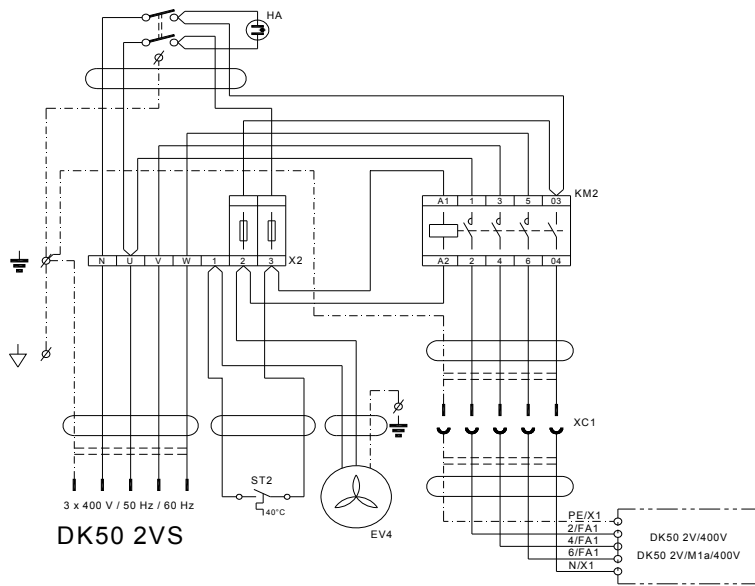 HA
KM2
A1 1 3 5 03
N U V W 1 2 3 X2
A2 2 4 6 04
XC1
ST2
40°C
3 x 400 V / 50 Hz / 60 Hz
DK50 2VS
EV4
PE/X1
2/FA1
4/FA1
6/FA1
N/X1
DK50 2V/400V
DK50 2V/M1a/400V